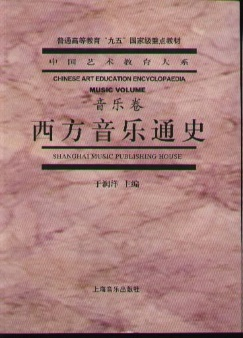 普通高等教育“九五”国家级重点教材
中国艺术教育大系
CHINESE ART EDUCATION ENCYCLOPAEDIA
MUSIC VOLUME
音乐卷
西方音乐通史
SHANGHAI MUSIC PUBLISHING HOUSE
于润洋 主编
上海音乐出版社